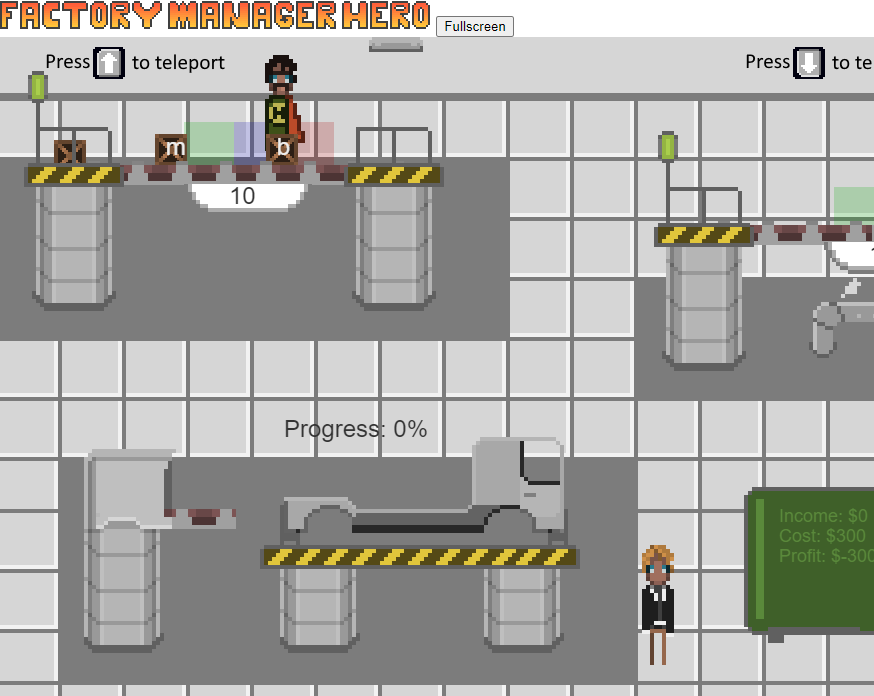 FACTORY MANAGER HERO
Fullscreen
Press to teleport
Press to te
m
b
10
Progress: 0%
Income: $0
Cost: $300
Profit: $-300